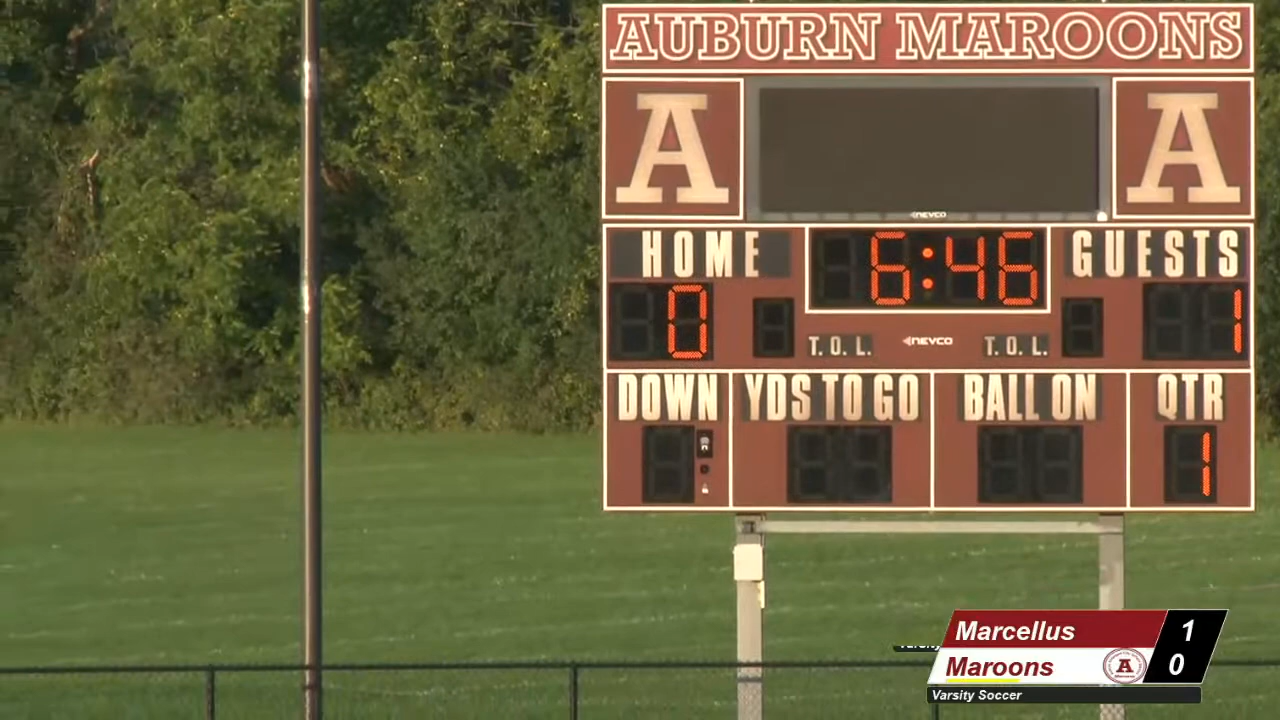 AUBURN MAROONS
A A
NEVCO
HOME 6:46 GUESTS
0 1
T. O. L. NEVCO T. O. L.
DOWN YDS TO GO BALL ON QTR
1
Marcellus 1
Maroons A 0
Varsity Soccer